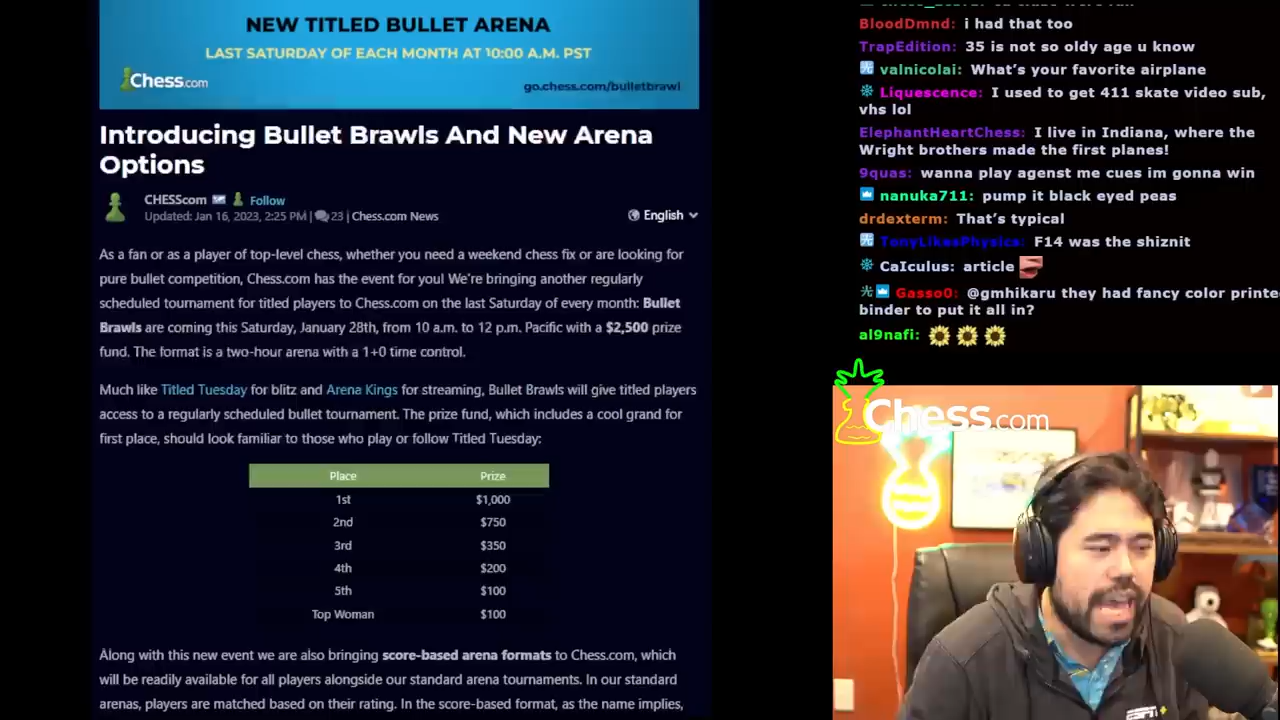 NEW TITLED BULLET ARENA
LAST SATURDAY OF EACH MONTH AT 10:00 A.M. PST
Chess.com
go.chess.com/bulletbrawl
Introducing Bullet Brawls And New Arena
Options
CHESScom Follow
Updated: Jan 16, 2023, 2:25 PM | 23 | Chess.com News
English
As a fan or as a player of top-level chess, whether you need a weekend chess fix or are looking for
pure bullet competition, Chess.com has the event for you! We're bringing another regularly
scheduled tournament for titled players to Chess.com on the last Saturday of every month: Bullet
Brawls are coming this Saturday, January 28th, from 10 a.m. to 12 p.m. Pacific with a $2,500 prize
fund. The format is a two-hour arena with a 1+0 time control.
Much like Titled Tuesday for blitz and Arena Kings for streaming, Bullet Brawls will give titled players
access to a regularly scheduled bullet tournament. The prize fund, which includes a cool grand for
first place, should look familiar to those who play or follow Titled Tuesday:
Place Prize
1st $1,000
2nd $750
3rd $350
4th $200
5th $100
Top Woman $100
Along with this new event we are also bringing score-based arena formats to Chess.com, which
will be readily available for all players alongside our standard arena tournaments. In our standard
arenas, players are matched based on their rating. In the score-based format, as the name implies,
BloodDmnd: i had that too
TrapEdition: 35 is not so oldy age u know
valnicolai: What's your favorite airplane
Liquescence: I used to get 411 skate video sub,
vhs lol
ElephantHeartChess: I live in Indiana, where the
Wright brothers made the first planes!
9quas: wanna play agenst me cues im gonna win
nanuka711: pump it black eyed peas
drdexterm: That's typical
TonyLikesPhysics: F14 was the shiznit
CaIcuIus: article
Gasso0: @gmhikaru they had fancy color printe
binder to put it all in?
al9nafi:
Chess.com